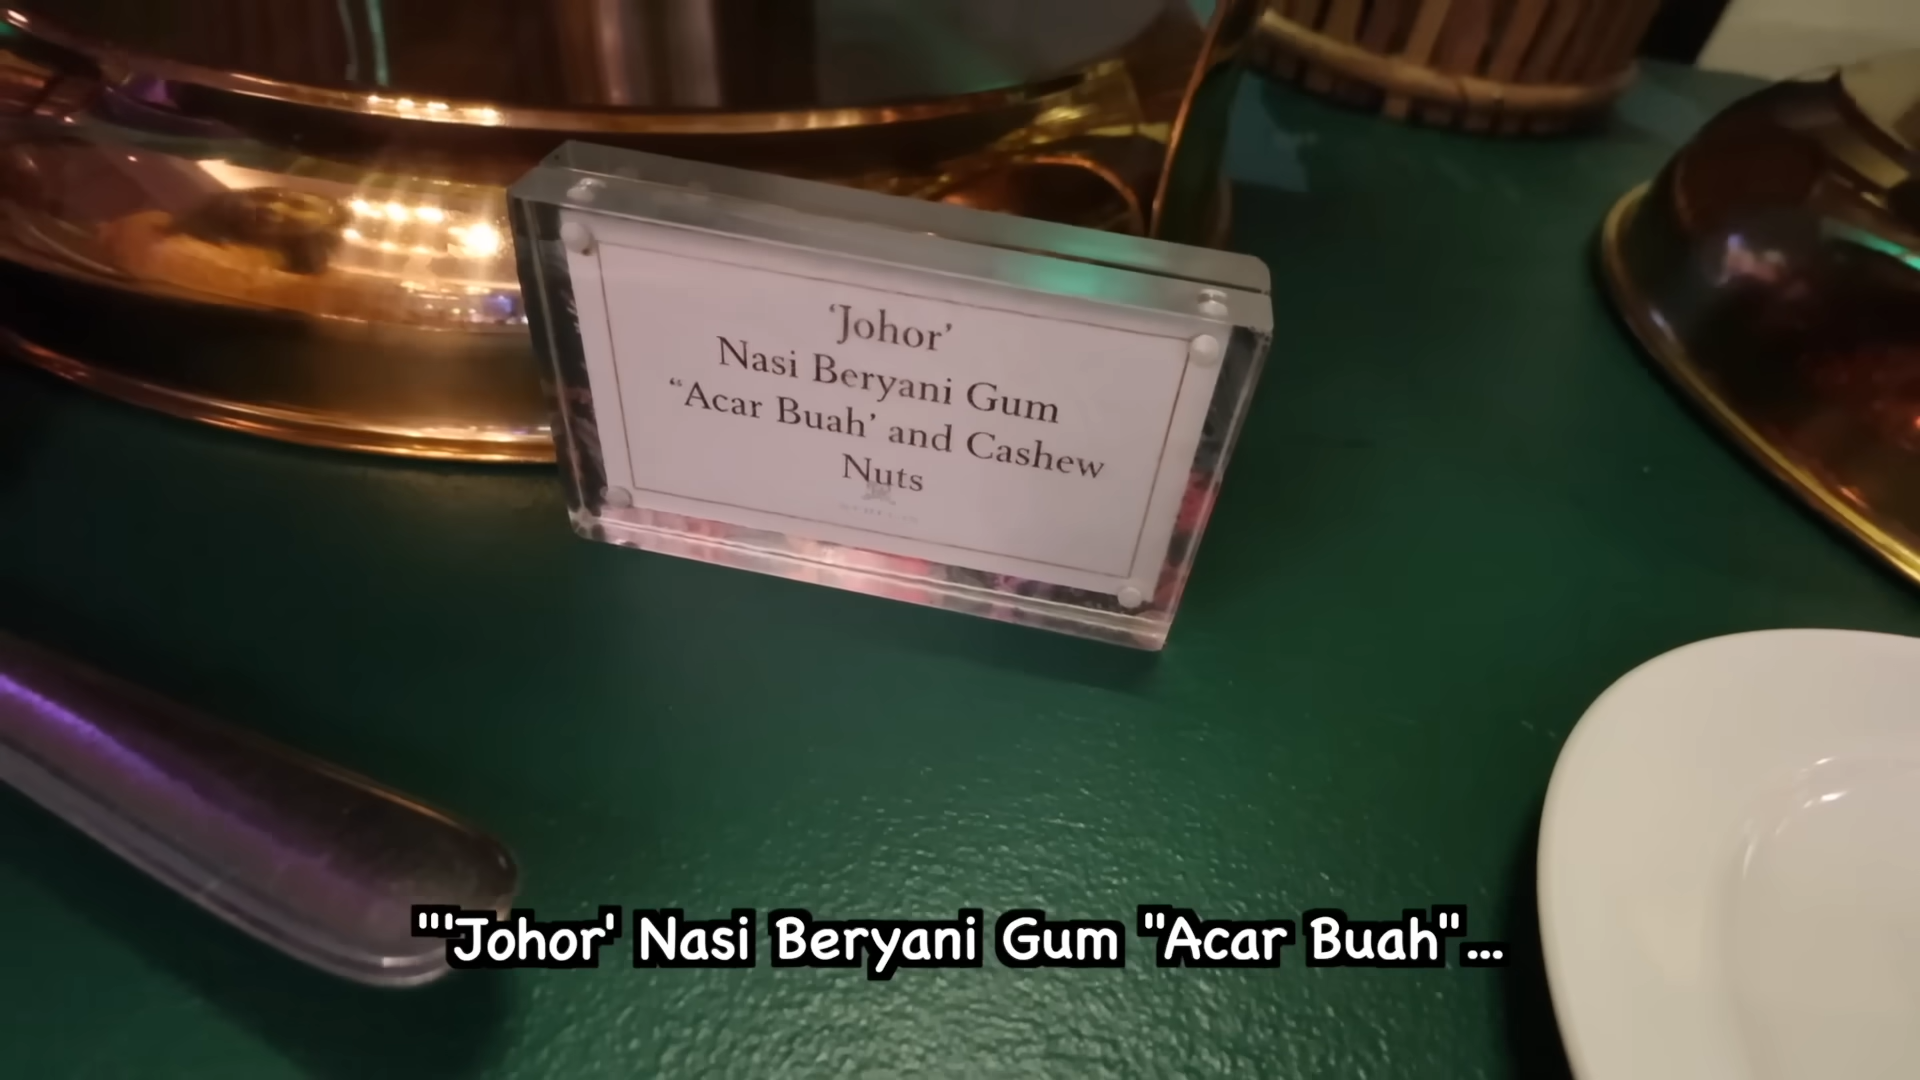 ‘Johor’
Nasi Beryani Gum
“Acar Buah’ and Cashew
Nuts
"'Johor' Nasi Beryani Gum "Acar Buah"...